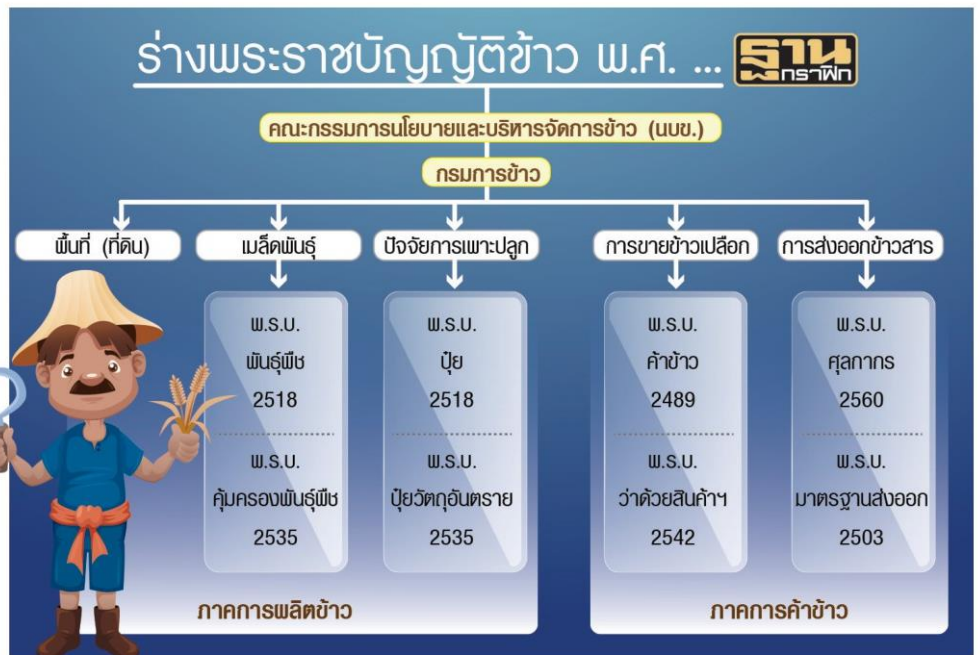 ร่างพระราชบัญญัติข้าว พ.ศ. ...
ฐาน
กราฟิก
คณะกรรมการนโยบายและบริหารจัดการข้าว (นบข.)
กรมการข้าว
พื้นที่ (ที่ดิน)
เมล็ดพันธุ์
ปัจจัยการเพาะปลูก
การขายข้าวเปลือก
การส่งออกข้าวสาร
พ.ร.บ.
พันธุ์พืช
2518
พ.ร.บ.
คุ้มครองพันธุ์พืช
2535
พ.ร.บ.
ปุ๋ย
2518
พ.ร.บ.
ปุ๋ยวัตถุอันตราย
2535
พ.ร.บ.
ค้าข้าว
2489
พ.ร.บ.
ว่าด้วยสินค้าฯ
2542
พ.ร.บ.
ศุลกากร
2560
พ.ร.บ.
มาตรฐานส่งออก
2503
ภาคการผลิตข้าว
ภาคการค้าข้าว